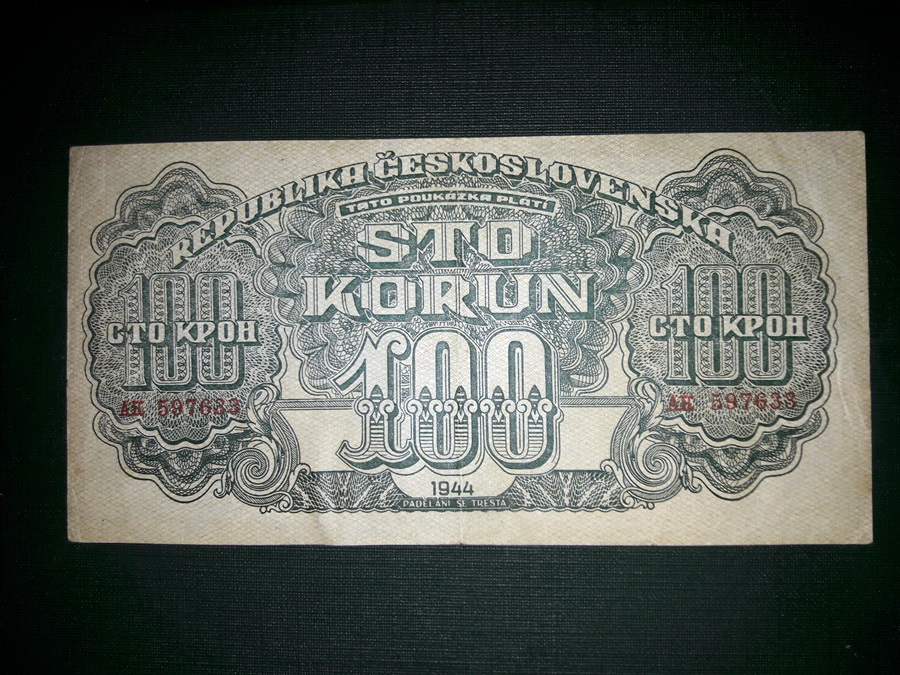 REPUBLIKA ČESKOSLOVENSKA
TATO POUKÁZKA PLATÍ
STO
KORUN
100
СТО КРОН
АК 597633
100
СТО КРОН
АК 597633
100
1944
PADĚLÁNÍ SE TRESTÁ